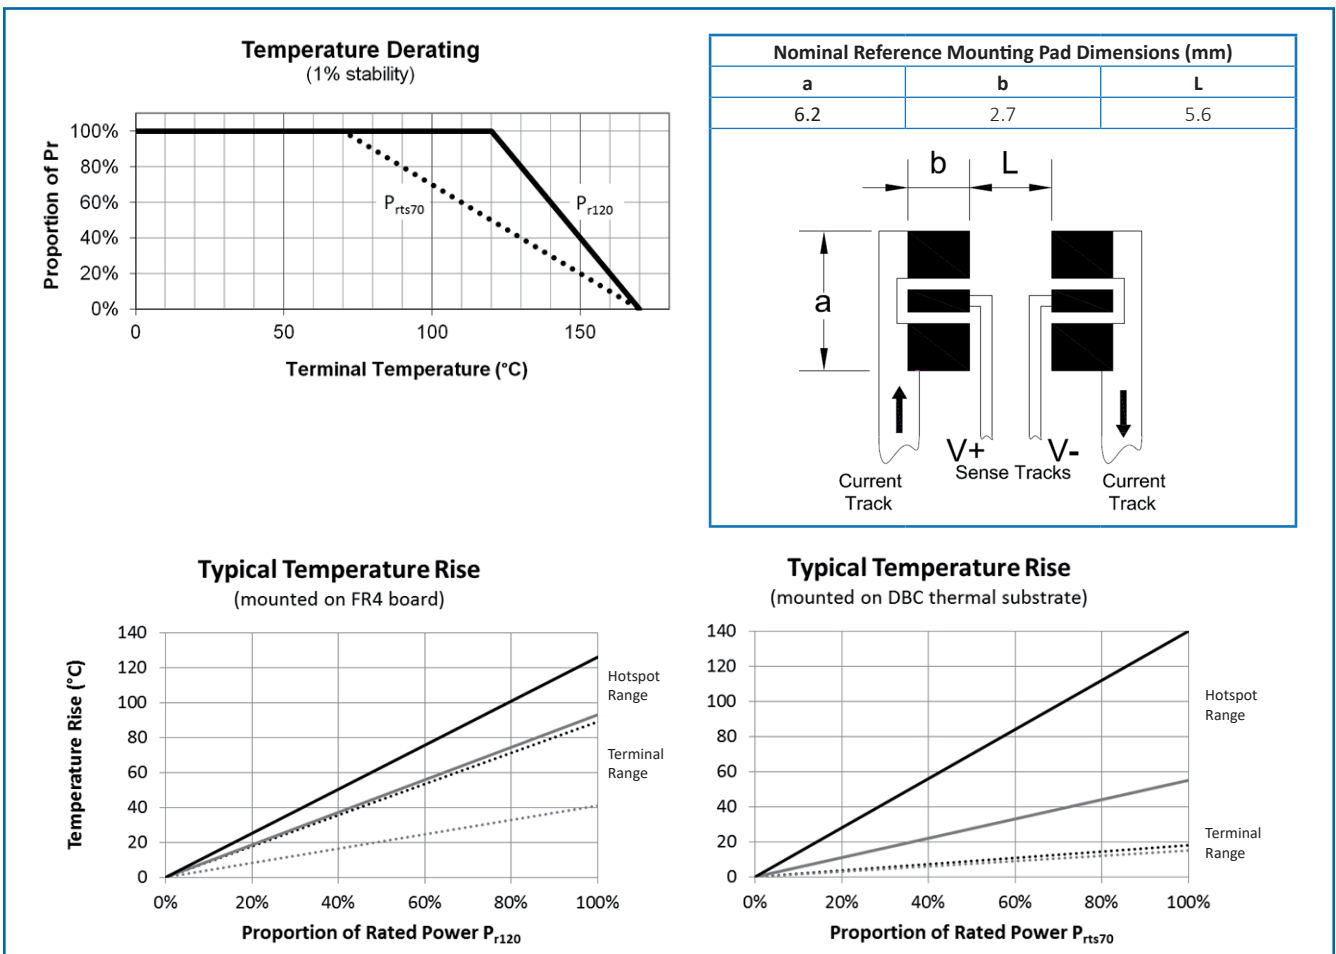 Temperature Derating
(1% stability)
Proportion of Pr
100%
80%
60%
40%
20%
0%
Prts70
Pr120
0 50 100 150
Terminal Temperature (°C)
Nominal Reference Mounting Pad Dimensions (mm)
a b L
6.2 2.7 5.6
b L
a
V+ V-
Sense Tracks
Current
Track
Current
Track
Typical Temperature Rise
(mounted on FR4 board)
Temperature Rise (°C)
140
120
100
80
60
40
20
0
Hotspot
Range
Terminal
Range
0% 20% 40% 60% 80% 100%
Proportion of Rated Power Pr120
Typical Temperature Rise
(mounted on DBC thermal substrate)
140
120
100
80
60
40
20
0
Hotspot
Range
Terminal
Range
0% 20% 40% 60% 80% 100%
Proportion of Rated Power Prts70